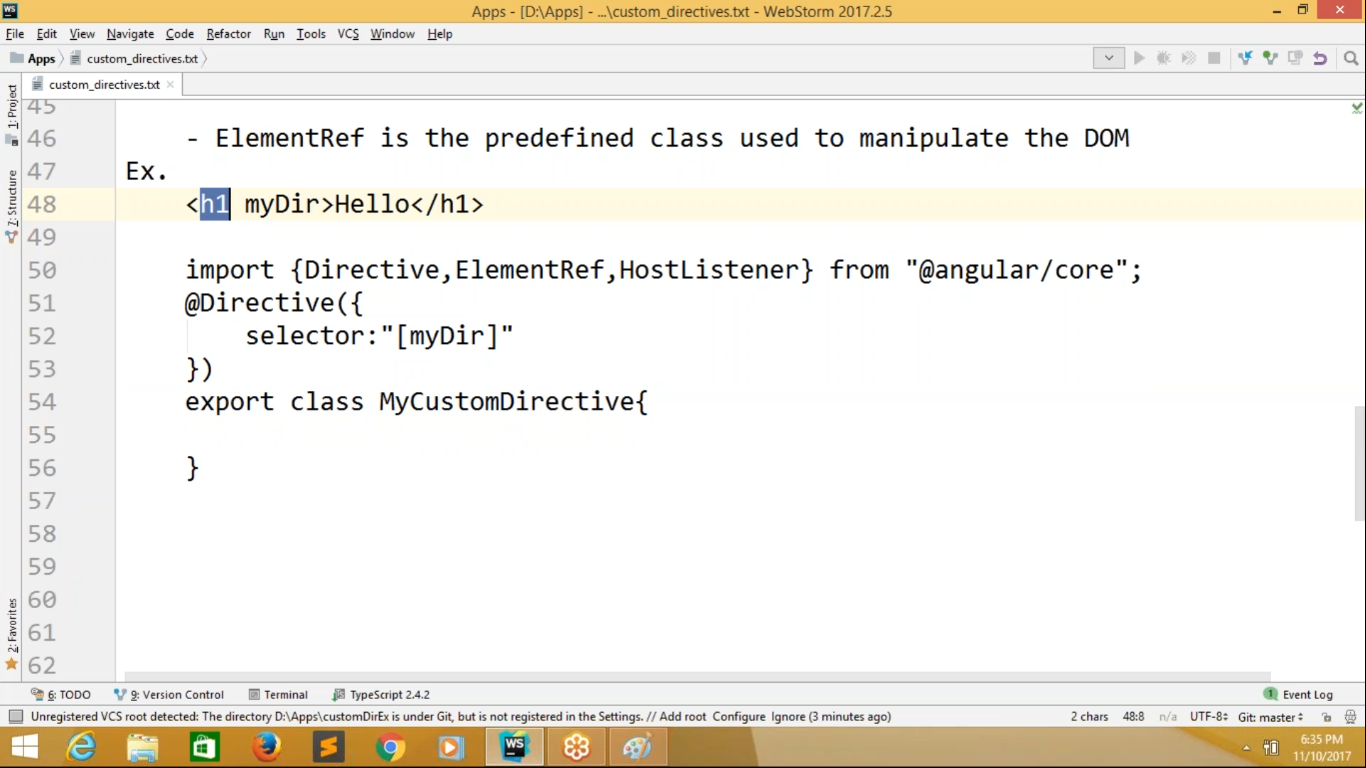 WS
Apps - [D:\Apps] - ...\custom_directives.txt - WebStorm 2017.2.5
File Edit View Navigate Code Refactor Run Tools VCS Window Help
Apps custom_directives.txt
custom_directives.txt
1: Project
7: Structure
2: Favorites
45
46 - ElementRef is the predefined class used to manipulate the DOM
47 Ex.
48 <h1 myDir>Hello</h1>
49
50 import {Directive,ElementRef,HostListener} from "@angular/core";
51 @Directive({
52 selector:"[myDir]"
53 })
54 export class MyCustomDirective{
55
56 }
57
58
59
60
61
62
6: TODO 9: Version Control Terminal TypeScript 2.4.2 1 Event Log
Unregistered VCS root detected: The directory D:\Apps\customDirEx is under Git, but is not registered in the Settings. // Add root Configure Ignore (3 minutes ago) 2 chars 48:8 n/a UTF-8 Git: master
WS
6:35 PM
11/10/2017